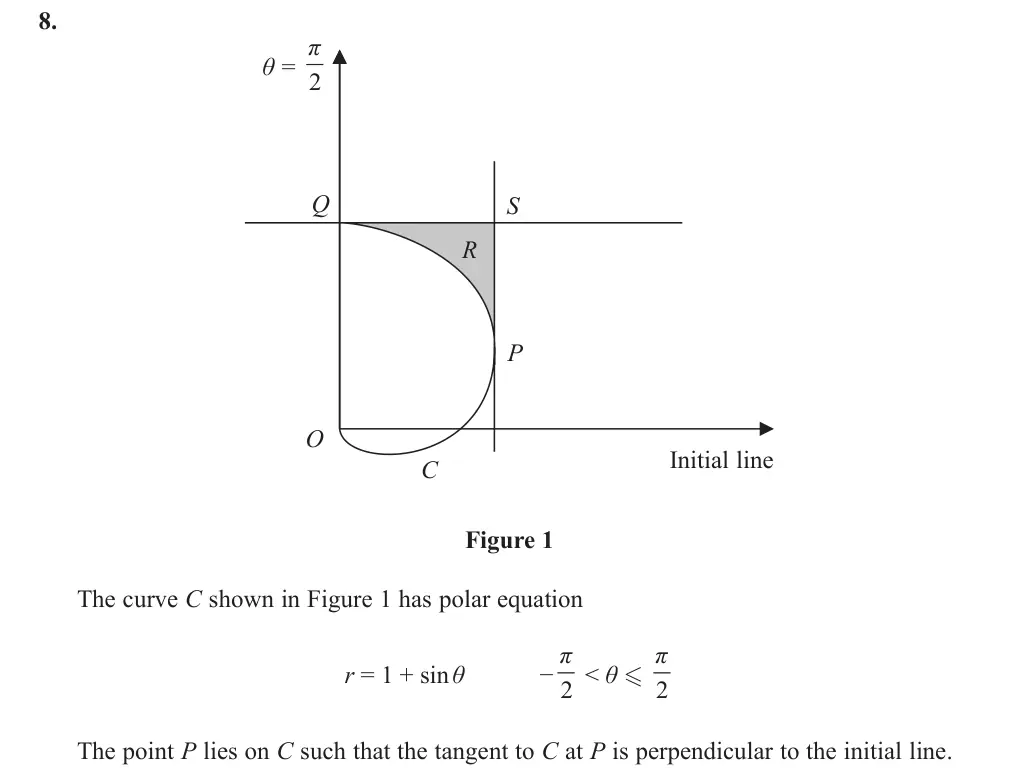 8.
θ = π/2
Q
S
R
P
O
C
Initial line
Figure 1
The curve C shown in Figure 1 has polar equation
r = 1 + sin θ    −π/2 < θ ⩽ π/2
The point P lies on C such that the tangent to C at P is perpendicular to the initial line.